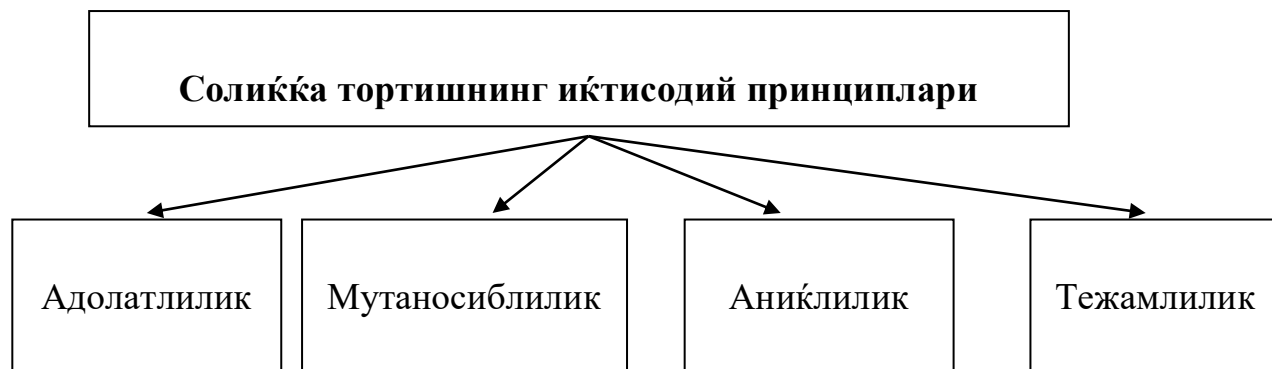 Солиќќа тортишнинг иќтисодий принциплари
Адолатлилик
Мутаносиблилик
Аниќлилик
Тежамлилик